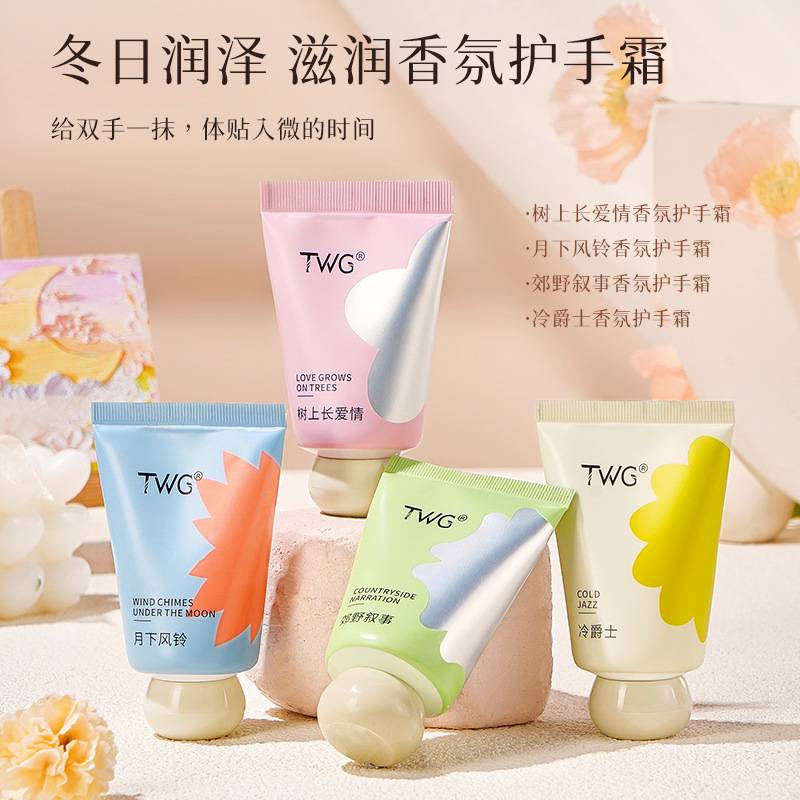 冬日润泽 滋润香氛护手霜
给双手一抹，体贴入微的时间
·树上长爱情香氛护手霜
·月下风铃香氛护手霜
·郊野叙事香氛护手霜
·冷爵士香氛护手霜
TWG®
LOVE GROWS
ON TREES
树上长爱情
TWG®
WIND CHIMES
UNDER THE MOON
月下风铃
TWG®
COUNTRYSIDE
NARRATION
郊野叙事
TWG®
COLD
JAZZ
冷爵士